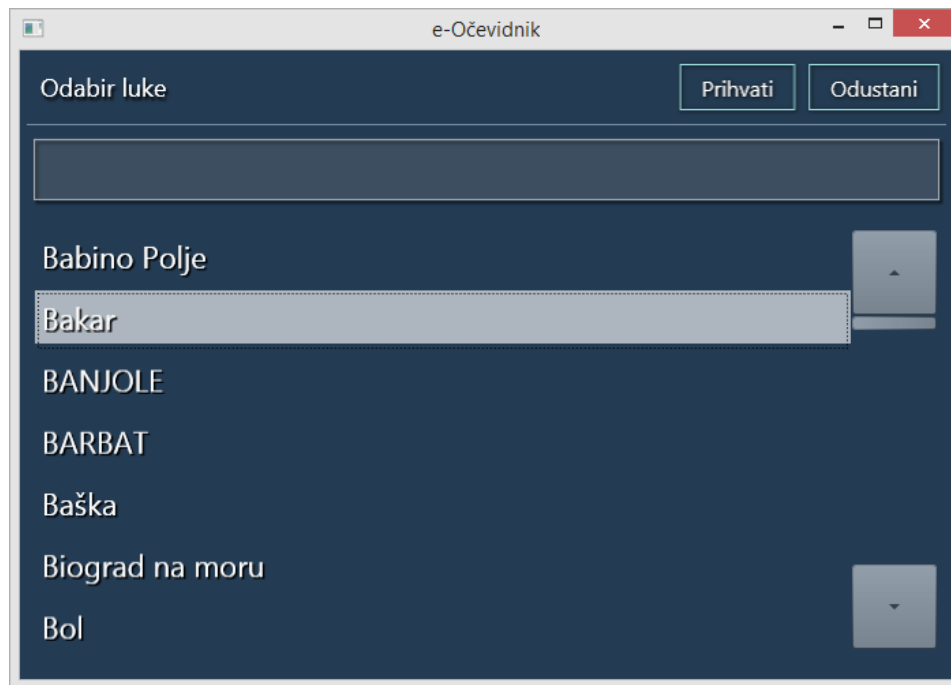 e-Očevidnik
Odabir luke
Prihvati
Odustani
Babino Polje
Bakar
BANJOLE
BARBAT
Baška
Biograd na moru
Bol